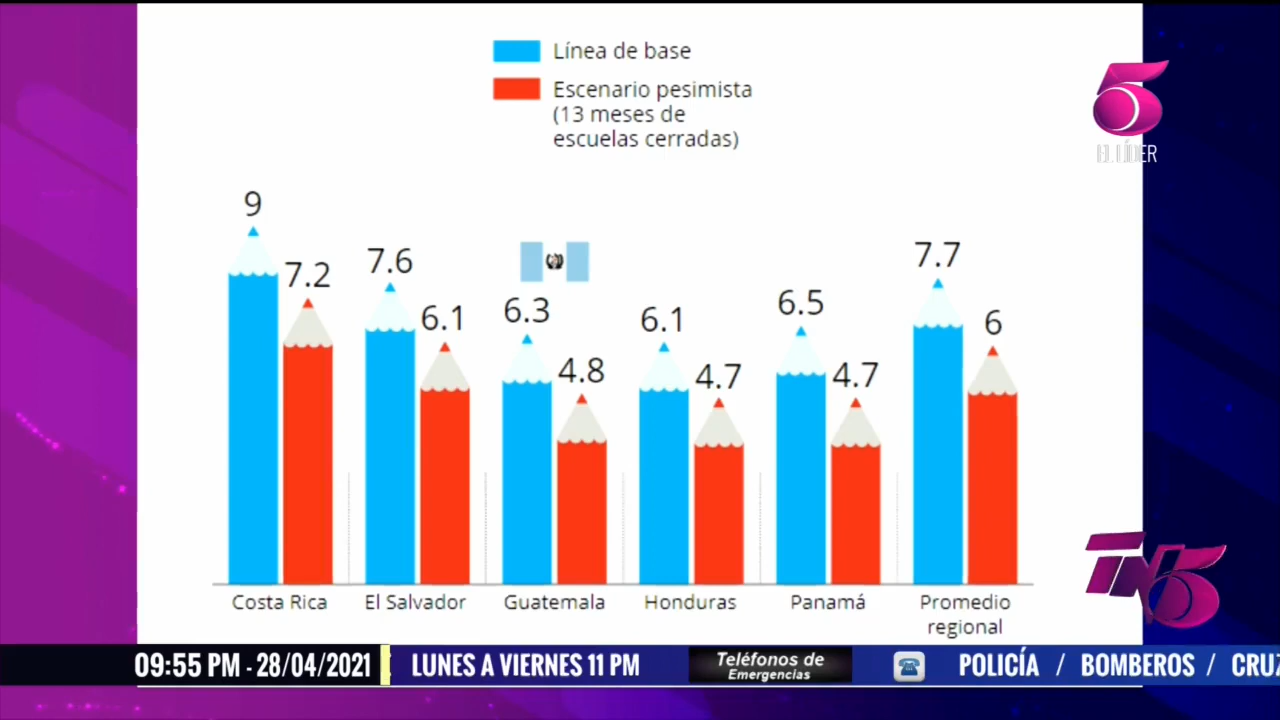 Línea de base
Escenario pesimista
(13 meses de
escuelas cerradas)
5
EL LÍDER
9
7.2
7.6
6.1
6.3
4.8
6.1
4.7
6.5
4.7
7.7
6
Costa Rica
El Salvador
Guatemala
Honduras
Panamá
Promedio
regional
TN5
09:55 PM - 28/04/2021
LUNES A VIERNES 11 PM
Teléfonos de
Emergencias
POLICÍA / BOMBEROS / CRUZ